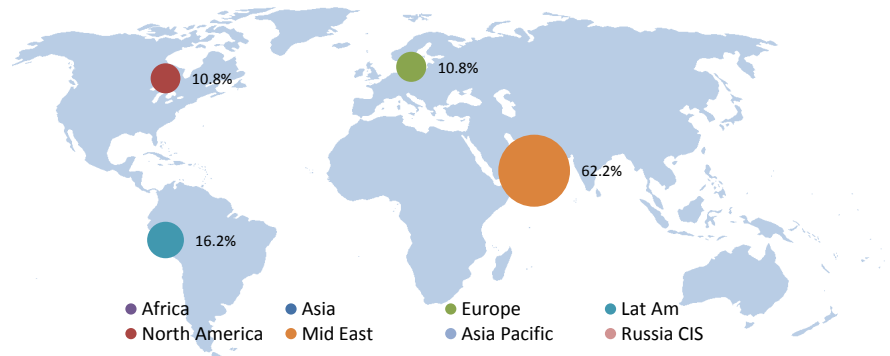 10.8%
10.8%
62.2%
16.2%
Africa Asia Europe Lat Am
North America Mid East Asia Pacific Russia CIS